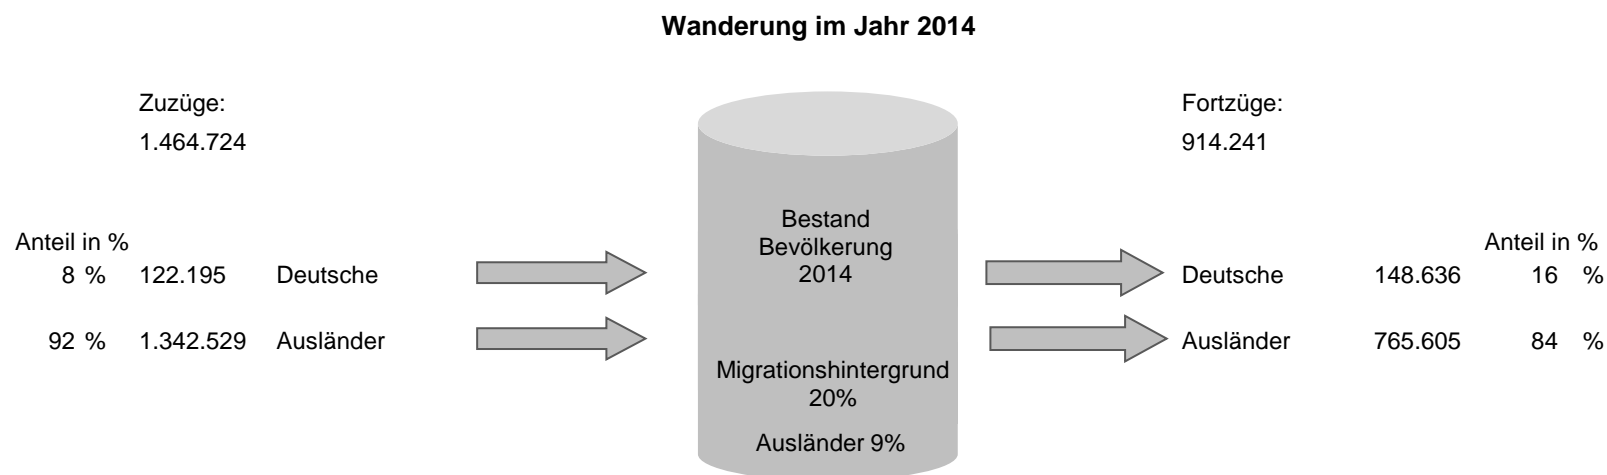 Wanderung im Jahr 2014
Zuzüge:
1.464.724
Fortzüge:
914.241
Anteil in %
8 % 122.195 Deutsche
92 % 1.342.529 Ausländer
Bestand
Bevölkerung
2014
Migrationshintergrund
20%
Ausländer 9%
Anteil in %
Deutsche 148.636 16 %
Ausländer 765.605 84 %